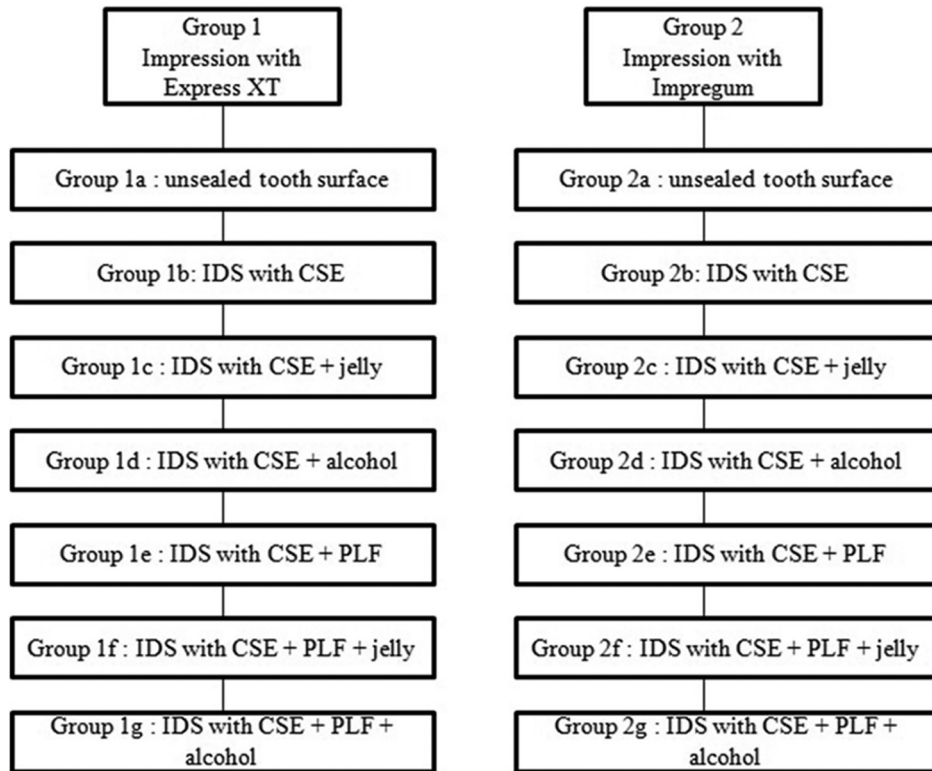 Group 1
Impression with
Express XT
Group 1a : unsealed tooth surface
Group 1b: IDS with CSE
Group 1c : IDS with CSE + jelly
Group 1d : IDS with CSE + alcohol
Group 1e : IDS with CSE + PLF
Group 1f : IDS with CSE + PLF + jelly
Group 1g : IDS with CSE + PLF +
alcohol
Group 2
Impression with
Impregum
Group 2a : unsealed tooth surface
Group 2b: IDS with CSE
Group 2c : IDS with CSE + jelly
Group 2d : IDS with CSE + alcohol
Group 2e : IDS with CSE + PLF
Group 2f : IDS with CSE + PLF + jelly
Group 2g : IDS with CSE + PLF +
alcohol